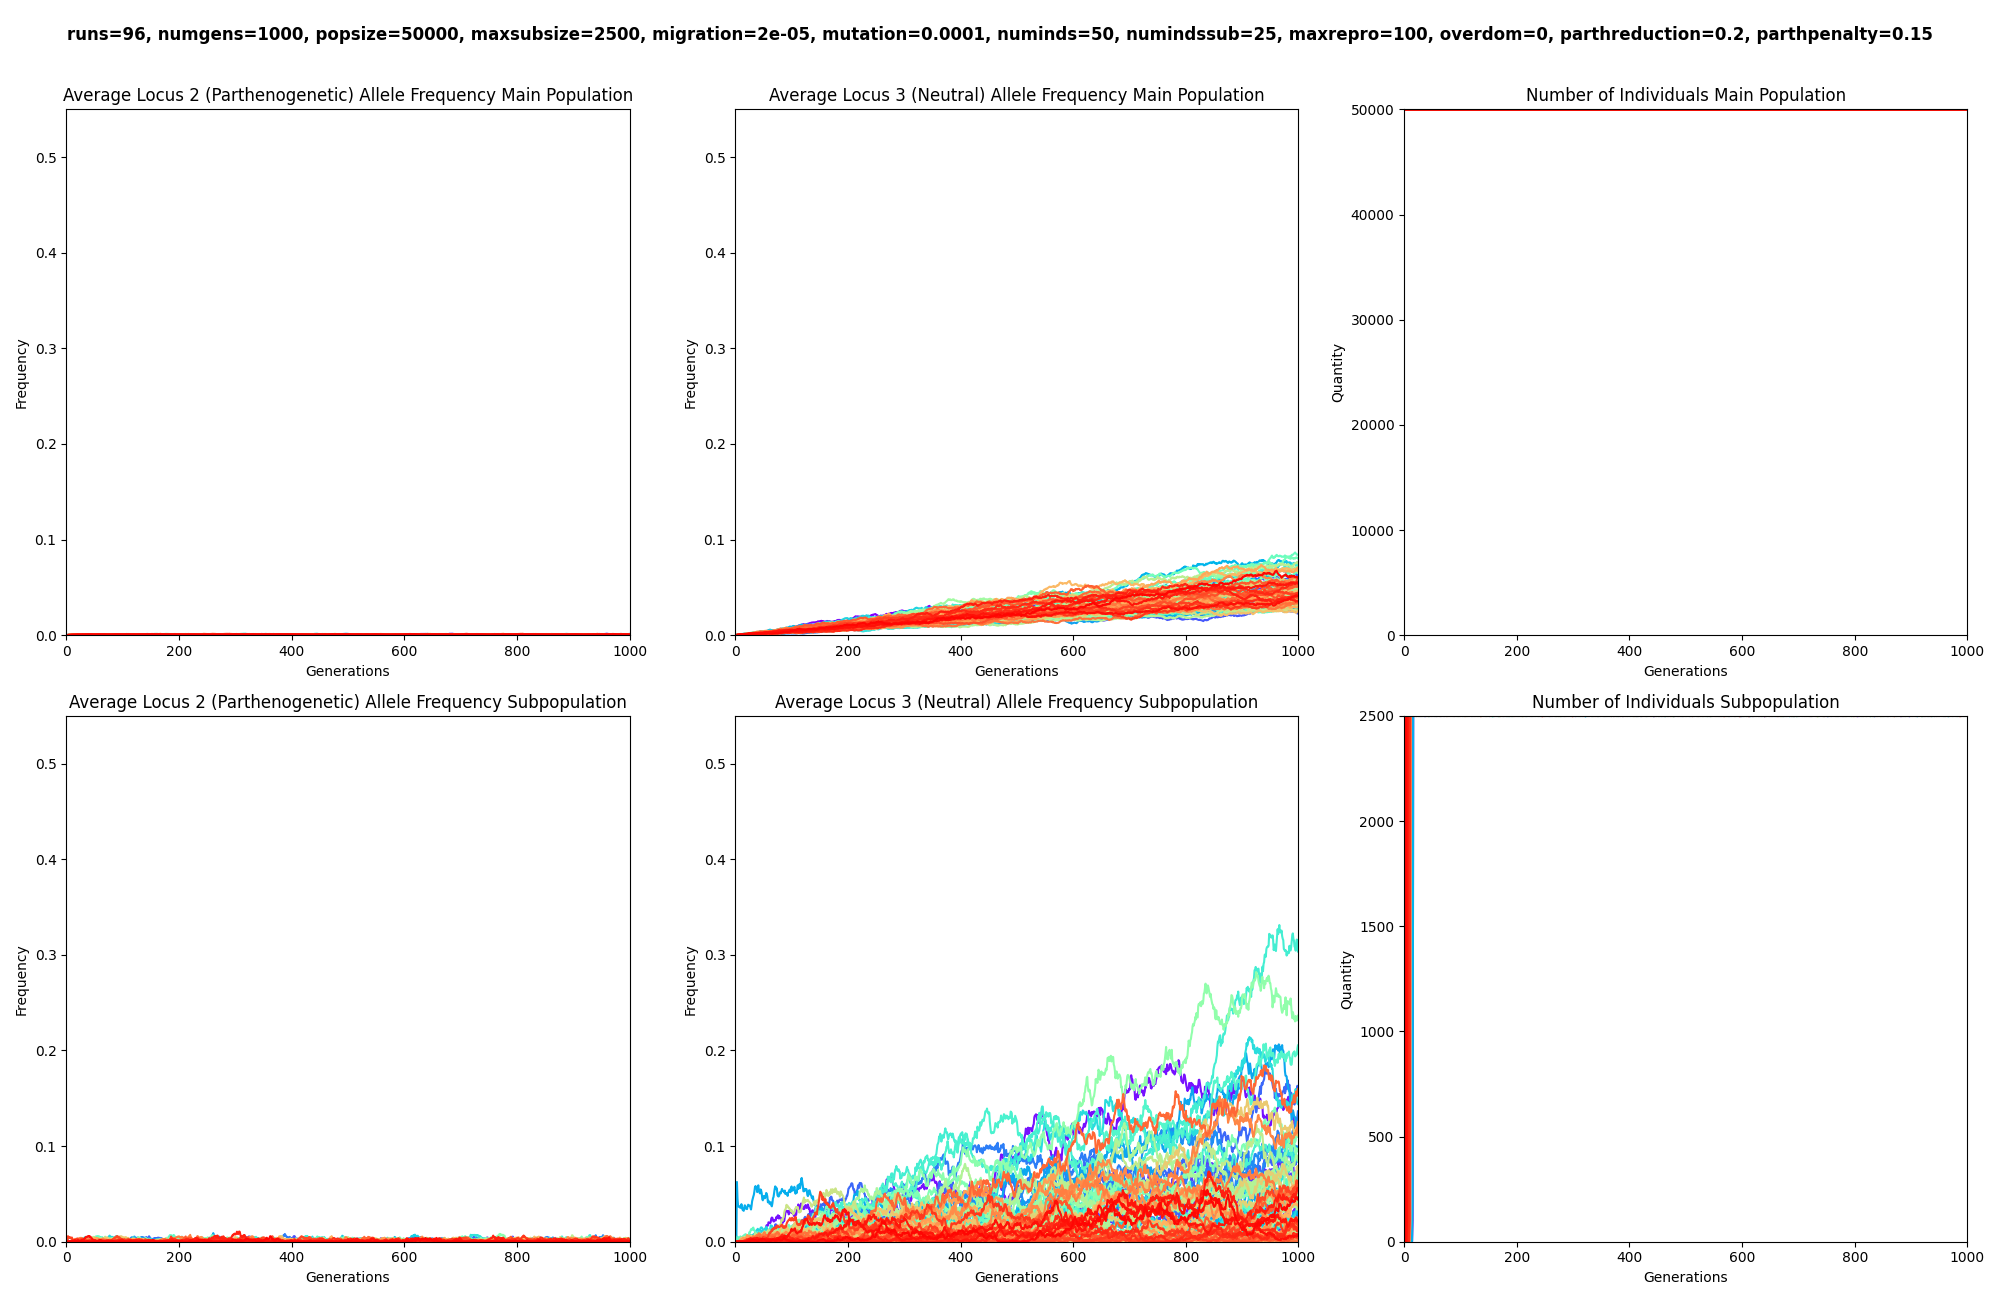 runs=96, numgens=1000, popsize=50000, maxsubsize=2500, migration=2e-05, mutation=0.0001, numinds=50, numindssub=25, maxrepro=100, overdom=0, parthreduction=0.2, parthpenalty=0.15
Average Locus 2 (Parthenogenetic) Allele Frequency Main Population
Frequency
0.5
0.4
0.3
0.2
0.1
0.0
0 200 400 600 800 1000
Generations
Average Locus 3 (Neutral) Allele Frequency Main Population
Frequency
0.5
0.4
0.3
0.2
0.1
0.0
0 200 400 600 800 1000
Generations
Number of Individuals Main Population
Quantity
50000
40000
30000
20000
10000
0
0 200 400 600 800 1000
Generations
Average Locus 2 (Parthenogenetic) Allele Frequency Subpopulation
Frequency
0.5
0.4
0.3
0.2
0.1
0.0
0 200 400 600 800 1000
Generations
Average Locus 3 (Neutral) Allele Frequency Subpopulation
Frequency
0.5
0.4
0.3
0.2
0.1
0.0
0 200 400 600 800 1000
Generations
Number of Individuals Subpopulation
Quantity
2500
2000
1500
1000
500
0
0 200 400 600 800 1000
Generations